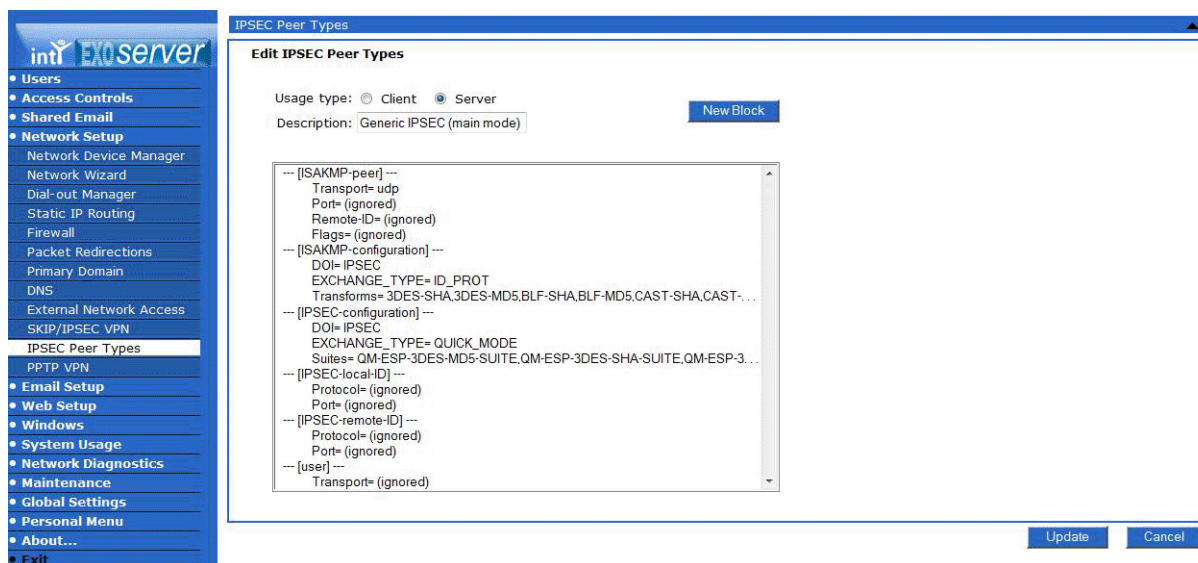 inty EXOserver
• Users
• Access Controls
• Shared Email
• Network Setup
Network Device Manager
Network Wizard
Dial-out Manager
Static IP Routing
Firewall
Packet Redirections
Primary Domain
DNS
External Network Access
SKIP/IPSEC VPN
IPSEC Peer Types
PPTP VPN
• Email Setup
• Web Setup
• Windows
• System Usage
• Network Diagnostics
• Maintenance
• Global Settings
• Personal Menu
• About...
• Exit
IPSEC Peer Types
Edit IPSEC Peer Types
Usage type: Client Server
New Block
Description: Generic IPSEC (main mode)
--- [ISAKMP-peer] ---
Transport= udp
Port= (ignored)
Remote-ID= (ignored)
Flags= (ignored)
--- [ISAKMP-configuration] ---
DOI= IPSEC
EXCHANGE_TYPE= ID_PROT
Transforms= 3DES-SHA,3DES-MD5,BLF-SHA,BLF-MD5,CAST-SHA,CAST-...
--- [IPSEC-configuration] ---
DOI= IPSEC
EXCHANGE_TYPE= QUICK_MODE
Suites= QM-ESP-3DES-MD5-SUITE,QM-ESP-3DES-SHA-SUITE,QM-ESP-3...
--- [IPSEC-local-ID] ---
Protocol= (ignored)
Port= (ignored)
--- [IPSEC-remote-ID] ---
Protocol= (ignored)
Port= (ignored)
--- [user] ---
Transport= (ignored)
Update Cancel